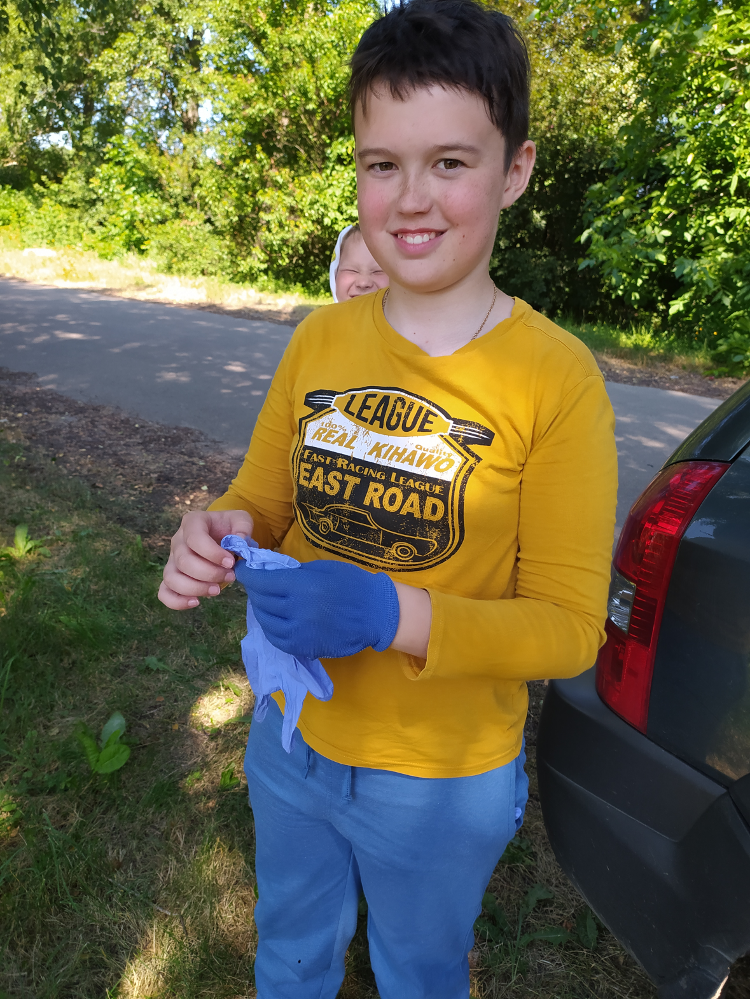 LEAGUE
100%
REAL KIHAWO
Quality
FAST RACING LEAGUE
EAST ROAD